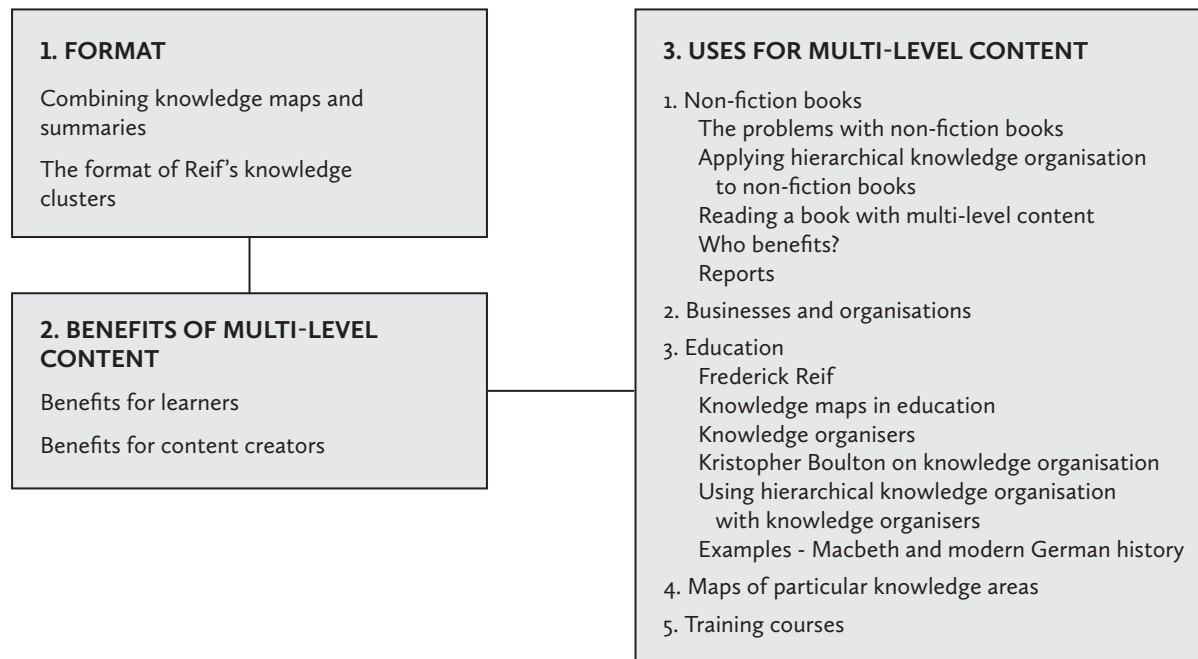 1. FORMAT
Combining knowledge maps and
summaries
The format of Reif’s knowledge
clusters
2. BENEFITS OF MULTI-LEVEL
CONTENT
Benefits for learners
Benefits for content creators
3. USES FOR MULTI-LEVEL CONTENT
1. Non-fiction books
The problems with non-fiction books
Applying hierarchical knowledge organisation
to non-fiction books
Reading a book with multi-level content
Who benefits?
Reports
2. Businesses and organisations
3. Education
Frederick Reif
Knowledge maps in education
Knowledge organisers
Kristopher Boulton on knowledge organisation
Using hierarchical knowledge organisation
with knowledge organisers
Examples - Macbeth and modern German history
4. Maps of particular knowledge areas
5. Training courses